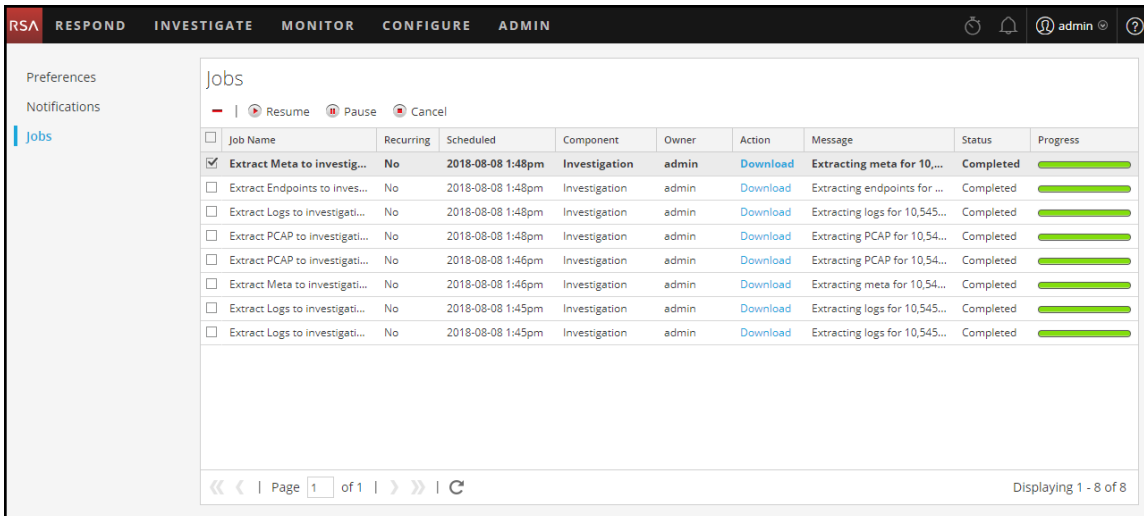 RSA RESPOND INVESTIGATE MONITOR CONFIGURE ADMIN admin ?
Preferences
Notifications
Jobs
Jobs
Resume Pause Cancel
Job Name Recurring Scheduled Component Owner Action Message Status Progress
Extract Meta to investig... No 2018-08-08 1:48pm Investigation admin Download Extracting meta for 10,... Completed
Extract Endpoints to inves... No 2018-08-08 1:48pm Investigation admin Download Extracting endpoints for ... Completed
Extract Logs to investigati... No 2018-08-08 1:48pm Investigation admin Download Extracting logs for 10,545... Completed
Extract PCAP to investigati... No 2018-08-08 1:48pm Investigation admin Download Extracting PCAP for 10,54... Completed
Extract PCAP to investigati... No 2018-08-08 1:46pm Investigation admin Download Extracting PCAP for 10,54... Completed
Extract Meta to investigati... No 2018-08-08 1:46pm Investigation admin Download Extracting meta for 10,54... Completed
Extract Logs to investigati... No 2018-08-08 1:45pm Investigation admin Download Extracting logs for 10,545... Completed
Extract Logs to investigati... No 2018-08-08 1:45pm Investigation admin Download Extracting logs for 10,545... Completed
Page 1 of 1 Displaying 1 - 8 of 8